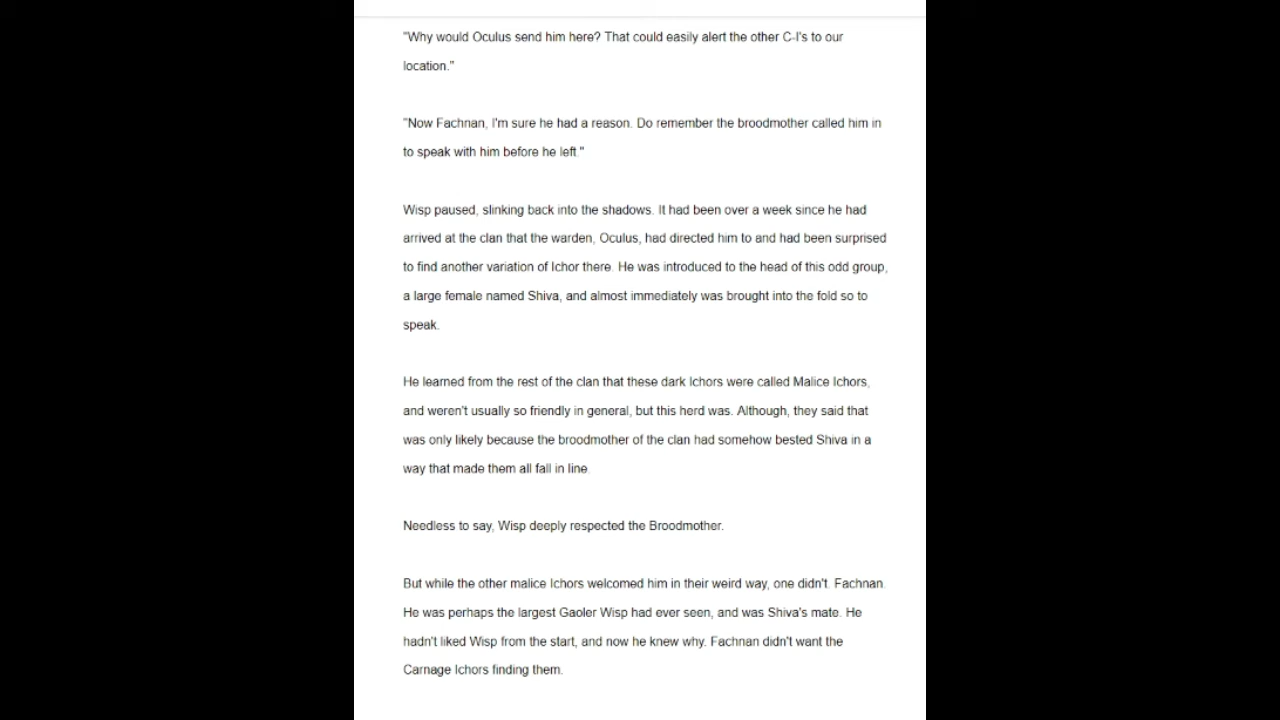 "Why would Oculus send him here? That could easily alert the other C-I's to our
location."
"Now Fachnan, I'm sure he had a reason. Do remember the broodmother called him in
to speak with him before he left."
Wisp paused, slinking back into the shadows. It had been over a week since he had
arrived at the clan that the warden, Oculus, had directed him to and had been surprised
to find another variation of Ichor there. He was introduced to the head of this odd group,
a large female named Shiva, and almost immediately was brought into the fold so to
speak.
He learned from the rest of the clan that these dark Ichors were called Malice Ichors,
and weren't usually so friendly in general, but this herd was. Although, they said that
was only likely because the broodmother of the clan had somehow bested Shiva in a
way that made them all fall in line.
Needless to say, Wisp deeply respected the Broodmother.
But while the other malice Ichors welcomed him in their weird way, one didn't. Fachnan.
He was perhaps the largest Gaoler Wisp had ever seen, and was Shiva's mate. He
hadn't liked Wisp from the start, and now he knew why. Fachnan didn't want the
Carnage Ichors finding them.